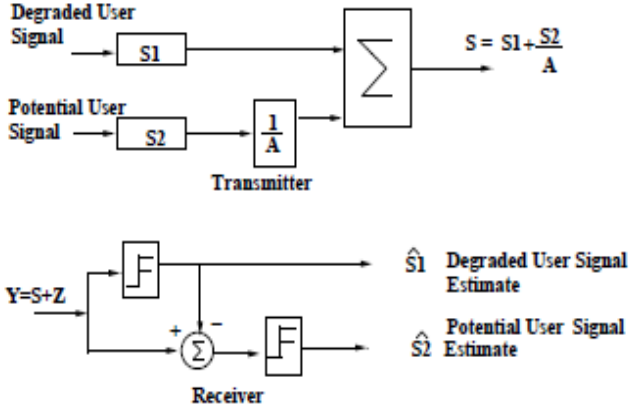 Degraded User
Signal
S1
S = S1+S2/A
Potential User
Signal
S2
1/A
∑
Transmitter
Y=S+Z
Ŝ1 Degraded User Signal
Estimate
+ −
Σ
Ŝ2 Potential User Signal
Estimate
Receiver